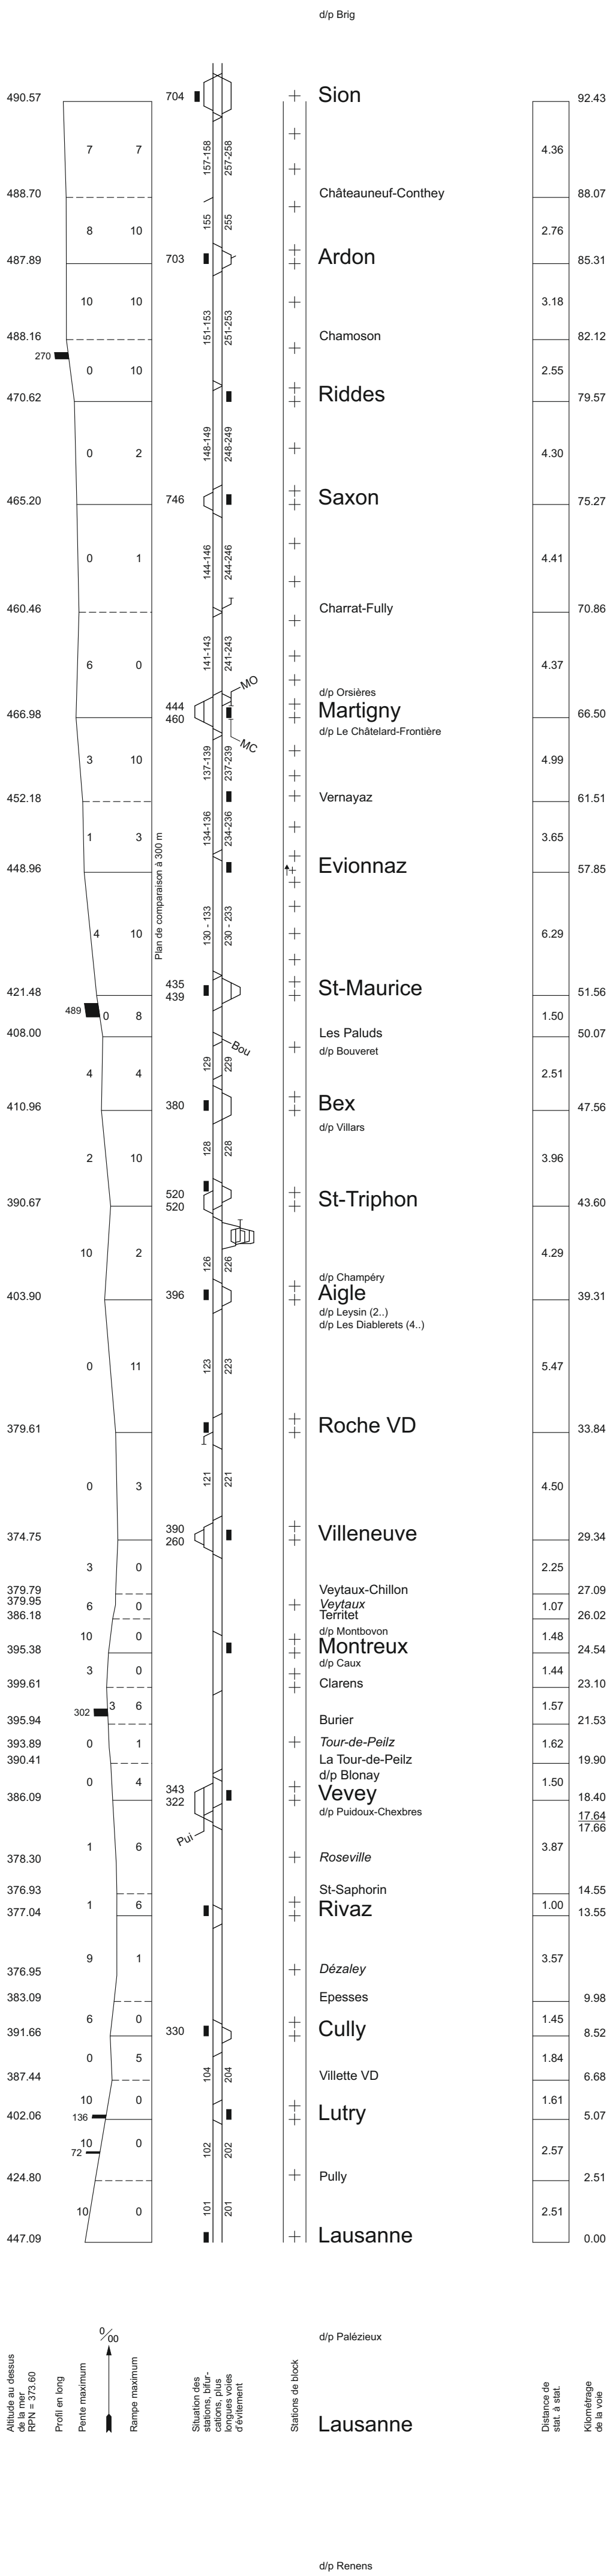 d/p Brig
490.57 704 Sion 92.43
7 7 157-158 257-258 4.36
488.70 Châteauneuf-Conthey 88.07
8 10 155 255 2.76
487.89 703 Ardon 85.31
10 10 151-153 251-253 3.18
488.16 Chamoson 82.12
270 0 10 2.55
470.62 Riddes 79.57
0 2 148-149 248-249 4.30
465.20 746 Saxon 75.27
0 1 144-146 244-246 4.41
460.46 Charrat-Fully 70.86
6 0 141-143 241-243 4.37
MO d/p Orsières
466.98 444 Martigny 66.50
460
MC d/p Le Châtelard-Frontière
3 10 137-139 237-239 4.99
452.18 Vernayaz 61.51
1 3 134-136 234-236 3.65
Plan de comparaison à 300 m
448.96 Evionnaz 57.85
4 10 130 - 133 230 - 233 6.29
421.48 435 St-Maurice 51.56
439
489 0 8 1.50
408.00 Les Paluds 50.07
Bou d/p Bouveret
4 4 129 229 2.51
410.96 380 Bex 47.56
d/p Villars
2 10 128 228 3.96
390.67 520 St-Triphon 43.60
520
10 2 126 226 4.29
d/p Champéry
403.90 396 Aigle 39.31
d/p Leysin (2..)
d/p Les Diablerets (4..)
0 11 123 223 5.47
379.61 Roche VD 33.84
0 3 121 221 4.50
374.75 390 Villeneuve 29.34
260
3 0 2.25
379.79 Veytaux-Chillon 27.09
379.95 6 0 Veytaux 1.07
386.18 Territet 26.02
10 0 d/p Montbovon 1.48
395.38 Montreux 24.54
3 0 d/p Caux 1.44
399.61 Clarens 23.10
302 3 6 1.57
395.94 Burier 21.53
393.89 0 1 Tour-de-Peilz 1.62
390.41 La Tour-de-Peilz 19.90
0 4 d/p Blonay 1.50
386.09 343 Vevey 18.40
322
d/p Puidoux-Chexbres 17.64
17.66
Pui
1 6 3.87
378.30 Roseville
376.93 St-Saphorin 14.55
1 6 1.00
377.04 Rivaz 13.55
9 1 3.57
376.95 Dézaley
383.09 Epesses 9.98
6 0 1.45
391.66 330 Cully 8.52
0 5 104 204 1.84
387.44 Villette VD 6.68
10 0 1.61
402.06 136 Lutry 5.07
10 0 102 202 2.57
72
424.80 Pully 2.51
10 0 101 201 2.51
447.09 Lausanne 0.00
0/00
d/p Palézieux
Altitude au dessus
de la mer
RPN = 373.60
Profil en long
Pente maximum
Rampe maximum
Situation des
stations, bifur-
cations, plus
longues voies
d'évitement
Stations de block
Lausanne
Distance de
stat. à stat.
Kilométrage
de la voie
d/p Renens